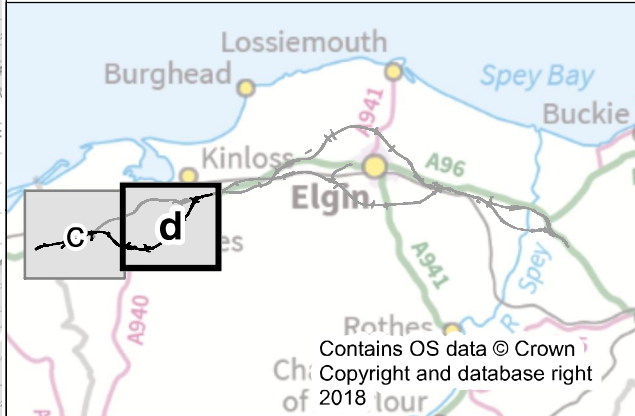 Lossiemouth
Burghead
Spey Bay
Buckie
A941
Kinloss
A96
Elgin
c
d
es
A941
Spey
R
A940
Rothes
Contains OS data © Crown
Copyright and database right
2018
Cha
of
lour